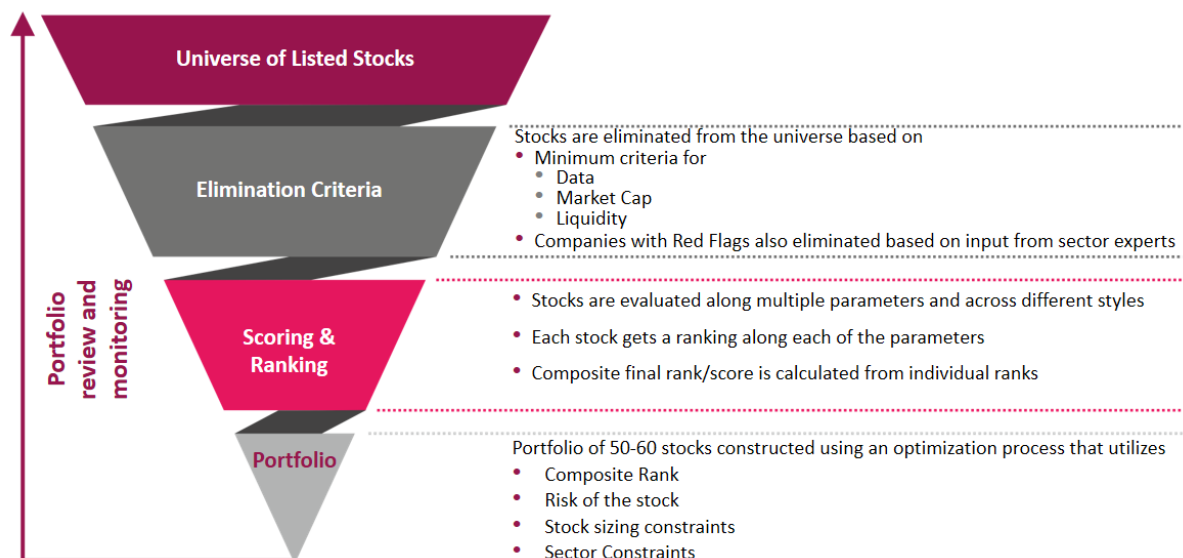 Universe of Listed Stocks
Stocks are eliminated from the universe based on
• Minimum criteria for
• Data
• Market Cap
• Liquidity
• Companies with Red Flags also eliminated based on input from sector experts
Elimination Criteria
Portfolio
review and
monitoring
• Stocks are evaluated along multiple parameters and across different styles
• Each stock gets a ranking along each of the parameters
• Composite final rank/score is calculated from individual ranks
Scoring &
Ranking
Portfolio
Portfolio of 50-60 stocks constructed using an optimization process that utilizes
• Composite Rank
• Risk of the stock
• Stock sizing constraints
• Sector Constraints